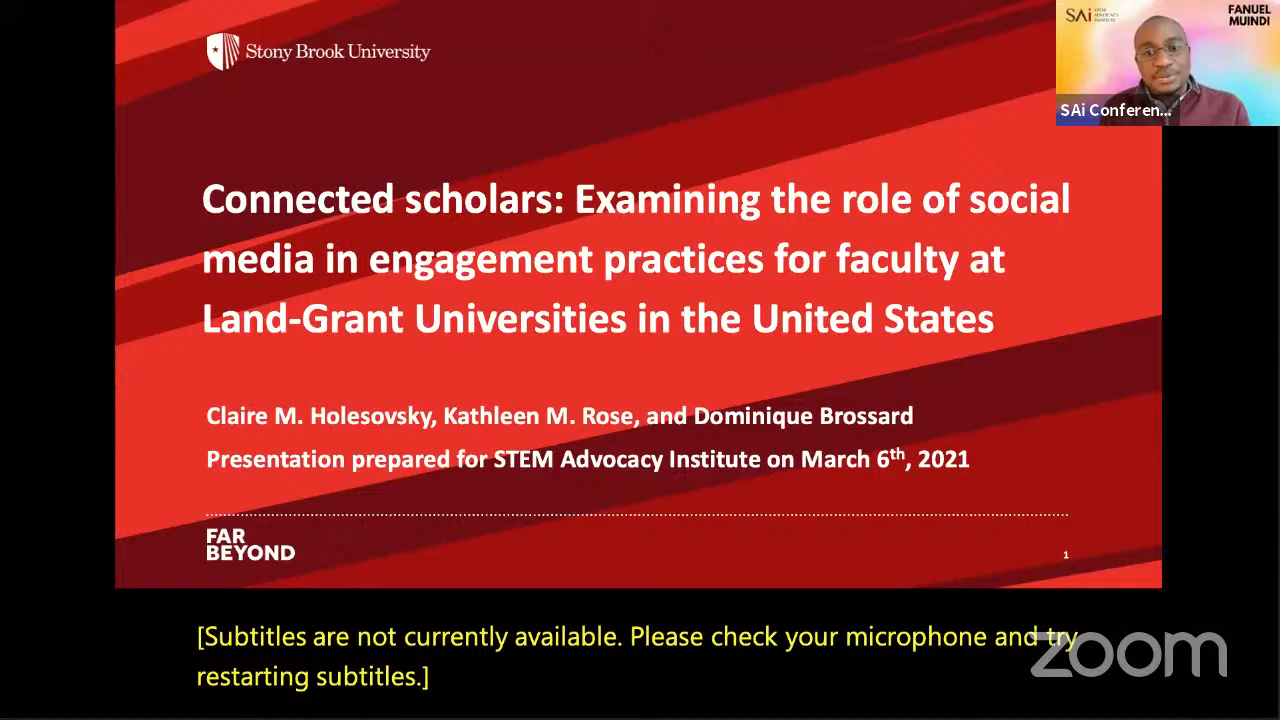 Stony Brook University
SAi
FANUEL
MUINDI
SAi Conferen...
Connected scholars: Examining the role of social
media in engagement practices for faculty at
Land-Grant Universities in the United States
Claire M. Holesovsky, Kathleen M. Rose, and Dominique Brossard
Presentation prepared for STEM Advocacy Institute on March 6th, 2021
FAR
BEYOND
1
[Subtitles are not currently available. Please check your microphone and try
restarting subtitles.]
zoom